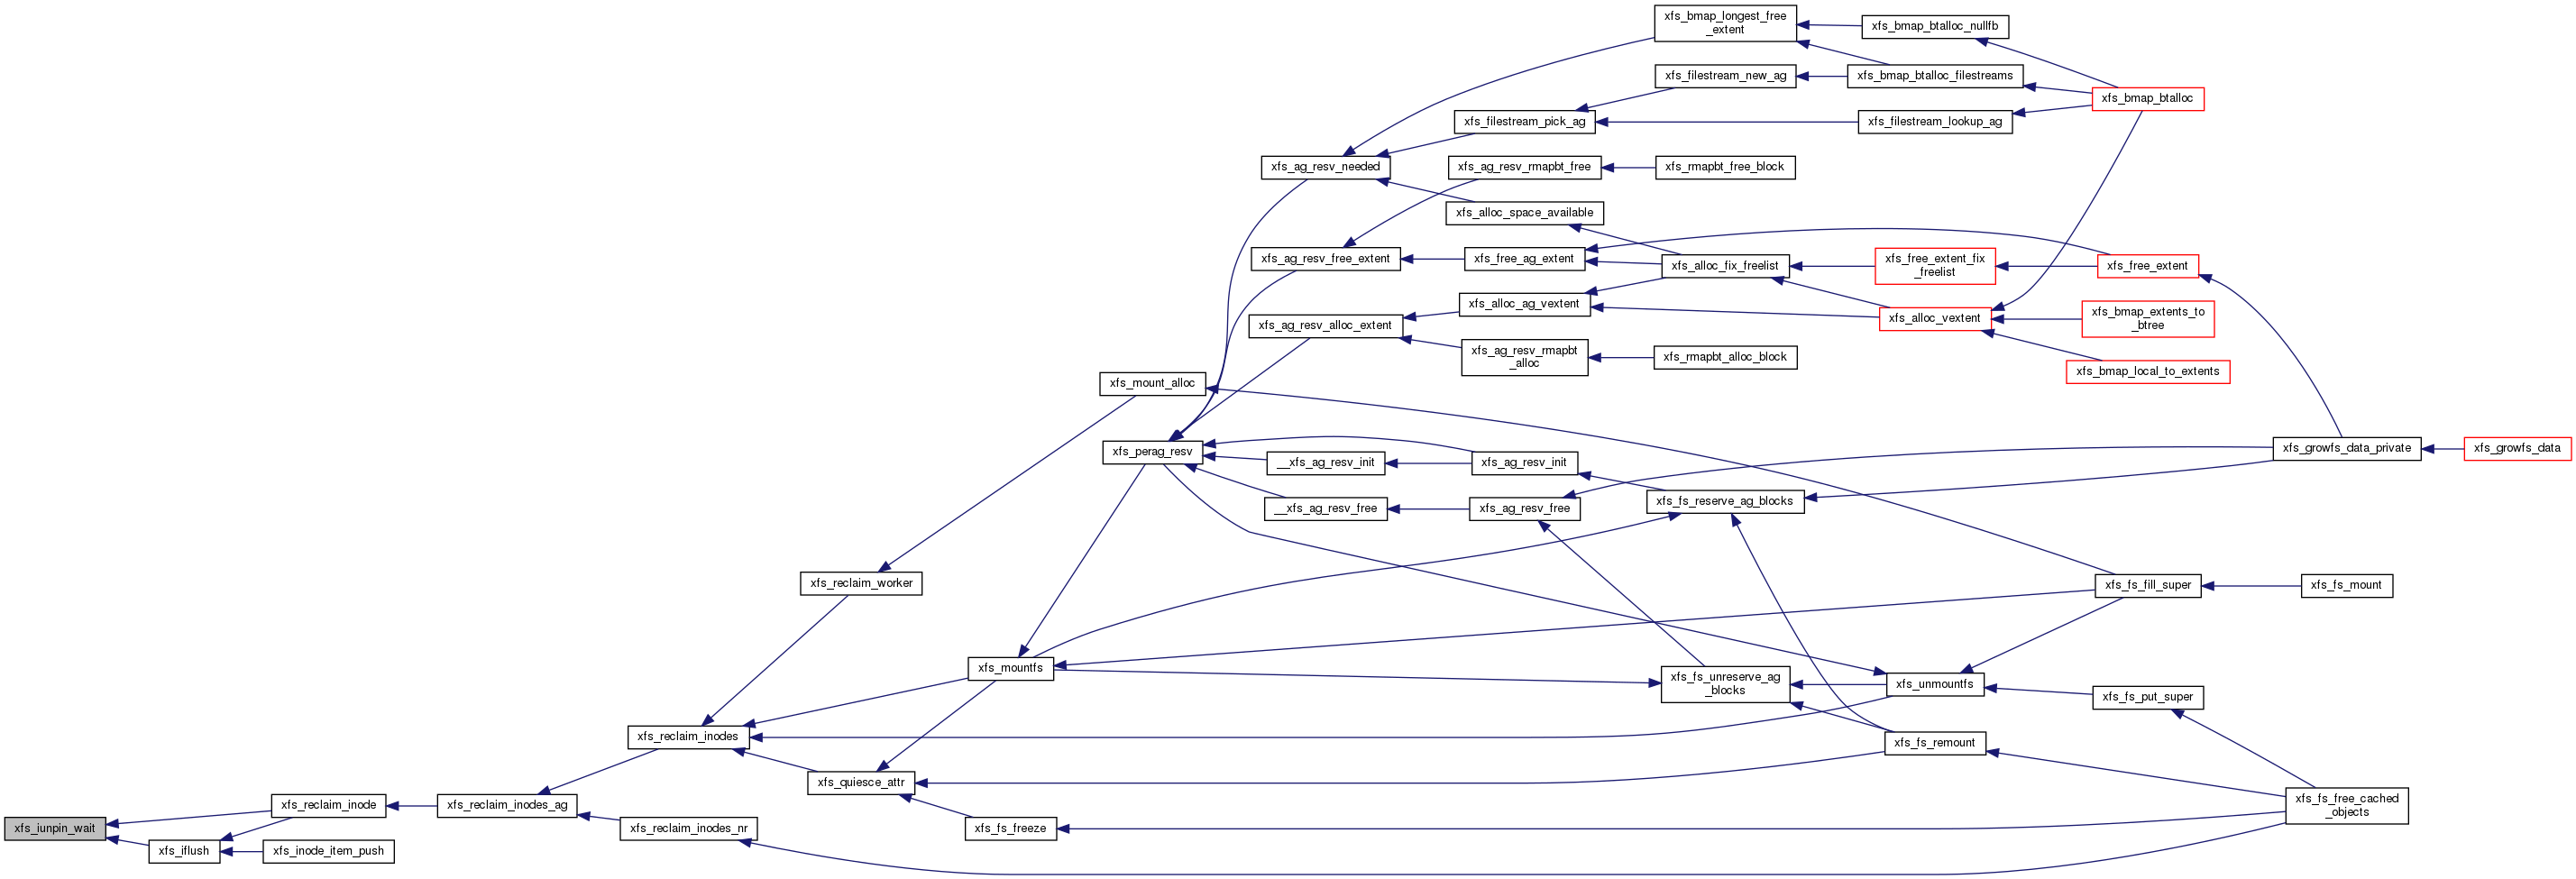 xfs_bmap_longest_free
_extent
xfs_bmap_btalloc_nullfb
xfs_filestream_new_ag
xfs_bmap_btalloc_filestreams
xfs_bmap_btalloc
xfs_filestream_pick_ag
xfs_filestream_lookup_ag
xfs_ag_resv_needed
xfs_ag_resv_rmapbt_free
xfs_rmapbt_free_block
xfs_alloc_space_available
xfs_ag_resv_free_extent
xfs_free_ag_extent
xfs_alloc_fix_freelist
xfs_free_extent_fix
_freelist
xfs_free_extent
xfs_alloc_ag_vextent
xfs_ag_resv_alloc_extent
xfs_alloc_vextent
xfs_bmap_extents_to
_btree
xfs_ag_resv_rmapbt
_alloc
xfs_rmapbt_alloc_block
xfs_bmap_local_to_extents
xfs_mount_alloc
xfs_perag_resv
__xfs_ag_resv_init
xfs_ag_resv_init
xfs_growfs_data_private
xfs_growfs_data
__xfs_ag_resv_free
xfs_ag_resv_free
xfs_fs_reserve_ag_blocks
xfs_reclaim_worker
xfs_fs_fill_super
xfs_fs_mount
xfs_mountfs
xfs_fs_unreserve_ag
_blocks
xfs_unmountfs
xfs_fs_put_super
xfs_reclaim_inodes
xfs_fs_remount
xfs_quiesce_attr
xfs_reclaim_inode
xfs_reclaim_inodes_ag
xfs_fs_free_cached
_objects
xfs_iunpin_wait
xfs_reclaim_inodes_nr
xfs_fs_freeze
xfs_iflush
xfs_inode_item_push